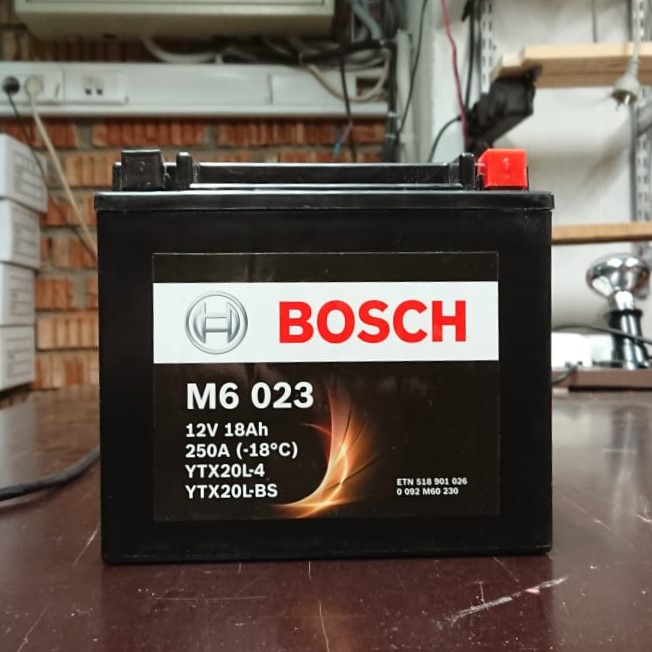 BOSCH
M6 023
12V 18Ah
250A (-18°C)
YTX20L-4
YTX20L-BS
ETN 518 901 026
0 092 M60 230